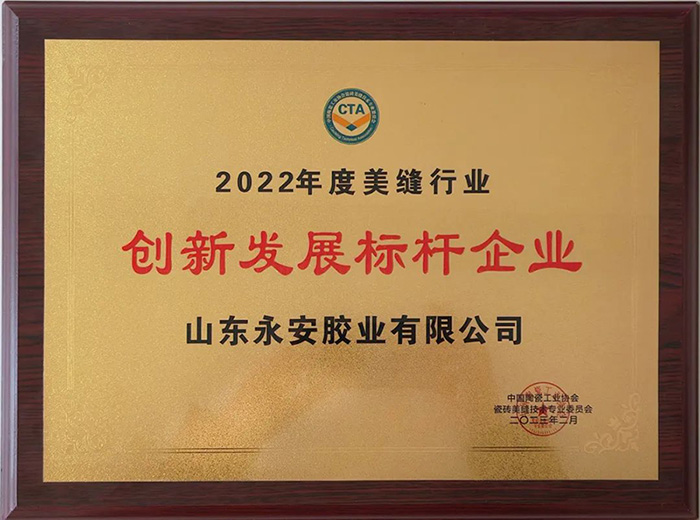 CTA
2022年度美缝行业
创新发展标杆企业
山东永安胶业有限公司
中国陶瓷工业协会
瓷砖美缝技术专业委员会
二〇二三年二月